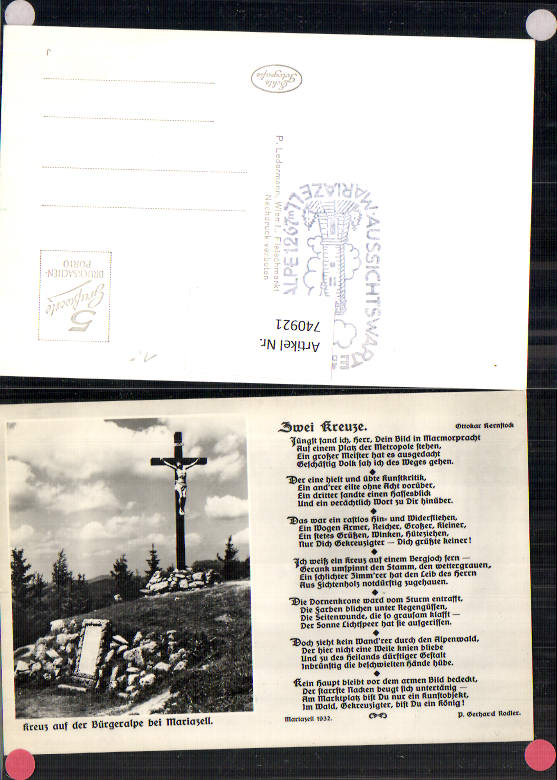 J
Echte
Fotografie
P. Ledermann, Wien I., Fleischmarkt
Nachdruck verboten
AUSSICHTSWARTE
ALPE 1267m
MARIAZELL
5
Grußworte
DRUCKSACHEN-
PORTO
Artikel Nr.
740921
Zwei Kreuze.
Ottokar Kernstock
Jüngst fand ich, Herr, Dein Bild in Marmorpracht
Auf einem Platz der Metropole stehen,
Ein großer Meister hat es ausgedacht
Geschäftig Volk sah ich des Weges gehen.
Der eine hielt und übte Kunstkritik,
Ein and'rer eilte ohne Acht vorüber,
Ein dritter sandte einen Hassesblick
Und ein verächtlich Wort zu Dir hinüber.
Das war ein rastlos Hin- und Widerfliehen,
Ein Wogen Armer, Reicher, Großer, Kleiner,
Ein stetes Grüßen, Winken, Hüteziehen,
Nur Dich Gekreuzigter — Dich grüßte keiner!
Ich weiß ein Kreuz auf einem Bergjoch fern —
Gerank umspinnt den Stamm, den wettergrauen,
Ein schlichter Zimm'rer hat den Leib des Herrn
Aus Fichtenholz notdürftig zugehauen.
Die Dornenkrone ward vom Sturm entrafft,
Die Farben blichen unter Regengüssen,
Die Seitenwunde, die so grausam klafft —
Der Sonne Lichtspeer hat sie aufgerissen.
Doch zieht kein Wand'rer durch den Alpenwald,
Der hier nicht eine Weile knien bliebe
Und zu des Heilands dürftiger Gestalt
Inbrünstig die beschwielten Hände hübe.
Kein Haupt bleibt vor dem armen Bild bedeckt,
Der starrste Nacken beugt sich untertänig —
Am Marktplatz bist Du nur ein Kunstobjekt,
Im Wald, Gekreuzigter, bist Du ein König!
Mariazell 1932.
P. Gerhard Rodler.
Kreuz auf der Bürgeralpe bei Mariazell.